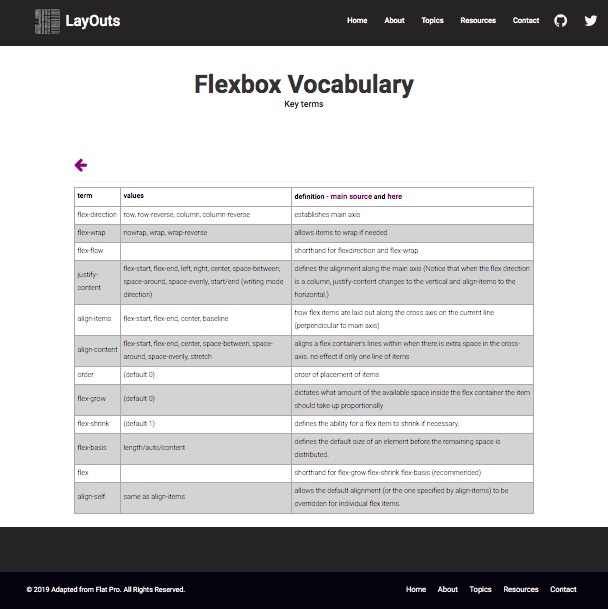 LayOuts
Home About Topics Resources Contact
Flexbox Vocabulary
Key terms
term values definition - main source and here
flex-direction row, row-reverse, column, column-reverse establishes main axis
flex-wrap nowrap, wrap, wrap-reverse allows items to wrap if needed
flex-flow shorthand for flexdirection and flex-wrap
justify-
content
flex-start, flex-end, left, right, center, space-between,
space-around, space-evenly, start/end (writing mode
direction)
defines the alignment along the main axis (Notice that when the flex direction
is a column, justify-content changes to the vertical and align-items to the
horizontal.)
align-items flex-start, flex-end, center, baseline
how flex items are laid out along the cross axis on the current line
(perpendicular to main axis)
align-content
flex-start, flex-end, center, space-between, space-
around, space-evenly, stretch
aligns a flex container's lines within when there is extra space in the cross-
axis. no effect if only one line of items
order (default 0) order of placement of items
flex-grow (default 0)
dictates what amount of the available space inside the flex container the item
should take up proportionally
flex-shrink (default 1) defines the ability for a flex item to shrink if necessary.
flex-basis length/auto/content
defines the default size of an element before the remaining space is
distributed.
flex shorthand for flex-grow flex-shrink flex-basis (recommended)
align-self same as align-items
allows the default alignment (or the one specified by align-items) to be
overridden for individual flex items.
© 2019 Adapted from Flat Pro. All Rights Reserved.
Home About Topics Resources Contact